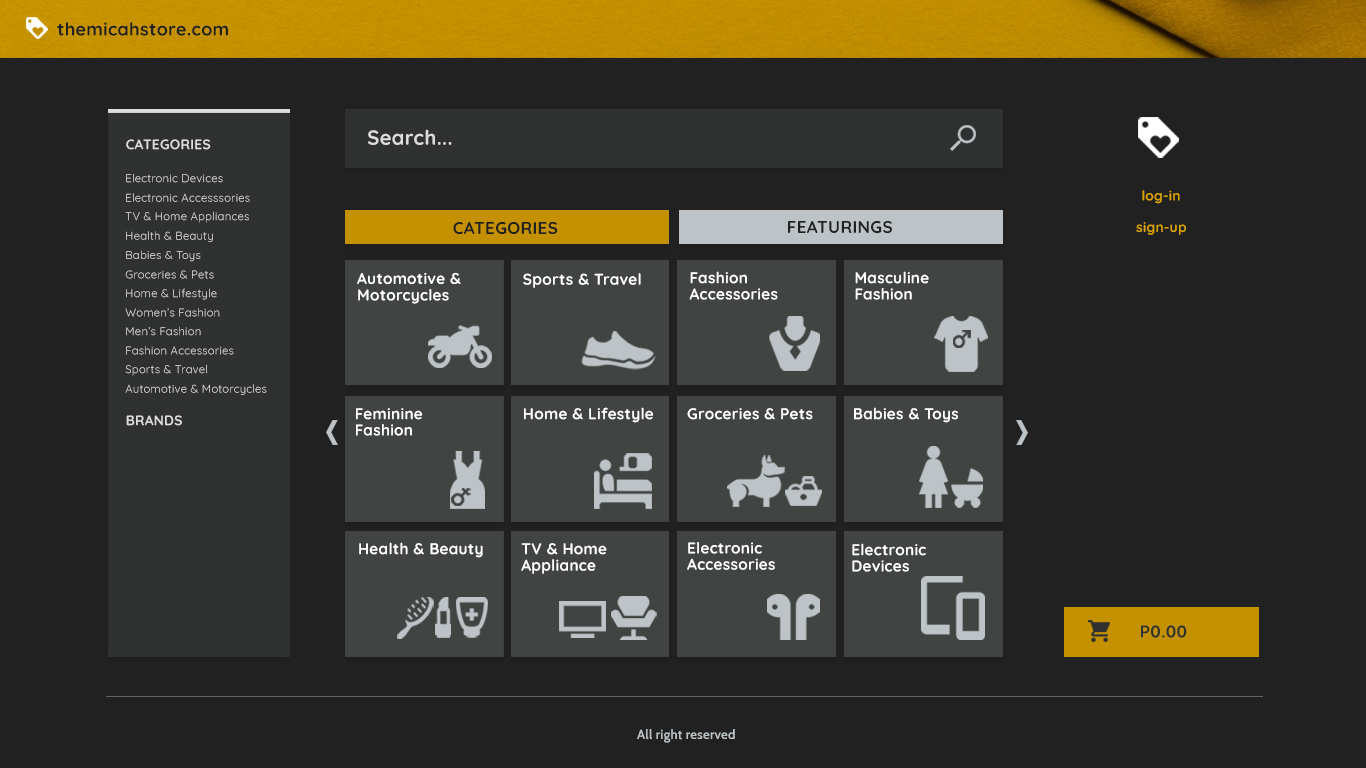 themicahstore.com
CATEGORIES
Electronic Devices
Electronic Accesssories
TV & Home Appliances
Health & Beauty
Babies & Toys
Groceries & Pets
Home & Lifestyle
Women's Fashion
Men's Fashion
Fashion Accessories
Sports & Travel
Automotive & Motorcycles
BRANDS
Search...
CATEGORIES
FEATURINGS
Automotive &
Motorcycles
Sports & Travel
Fashion
Accessories
Masculine
Fashion
Feminine
Fashion
Home & Lifestyle
Groceries & Pets
Babies & Toys
Health & Beauty
TV & Home
Appliance
Electronic
Accessories
Electronic
Devices
log-in
sign-up
P0.00
All right reserved